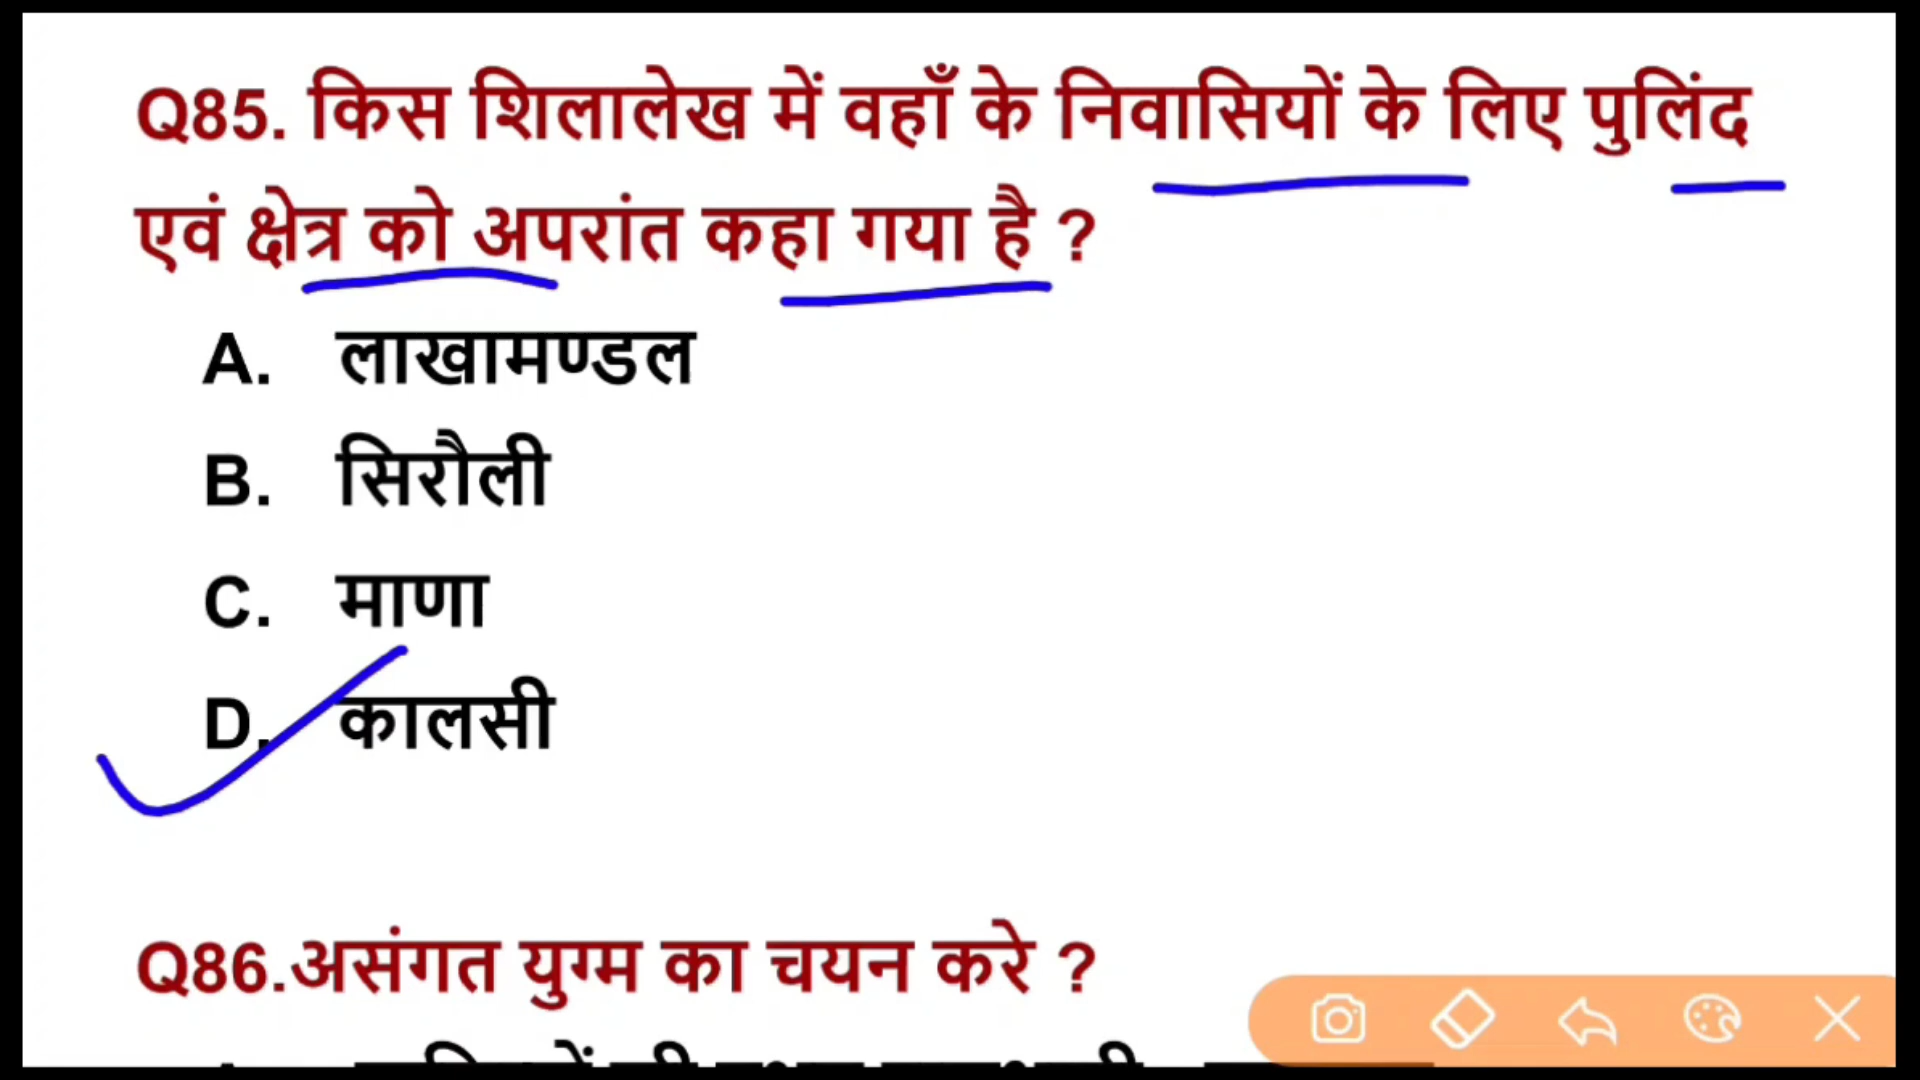 Q85. किस शिलालेख में वहाँ के निवासियों के लिए पुलिंद
एवं क्षेत्र को अपरांत कहा गया है ?
A. लाखामण्डल
B. सिरौली
C. माणा
D. कालसी
Q86.असंगत युग्म का चयन करे ?